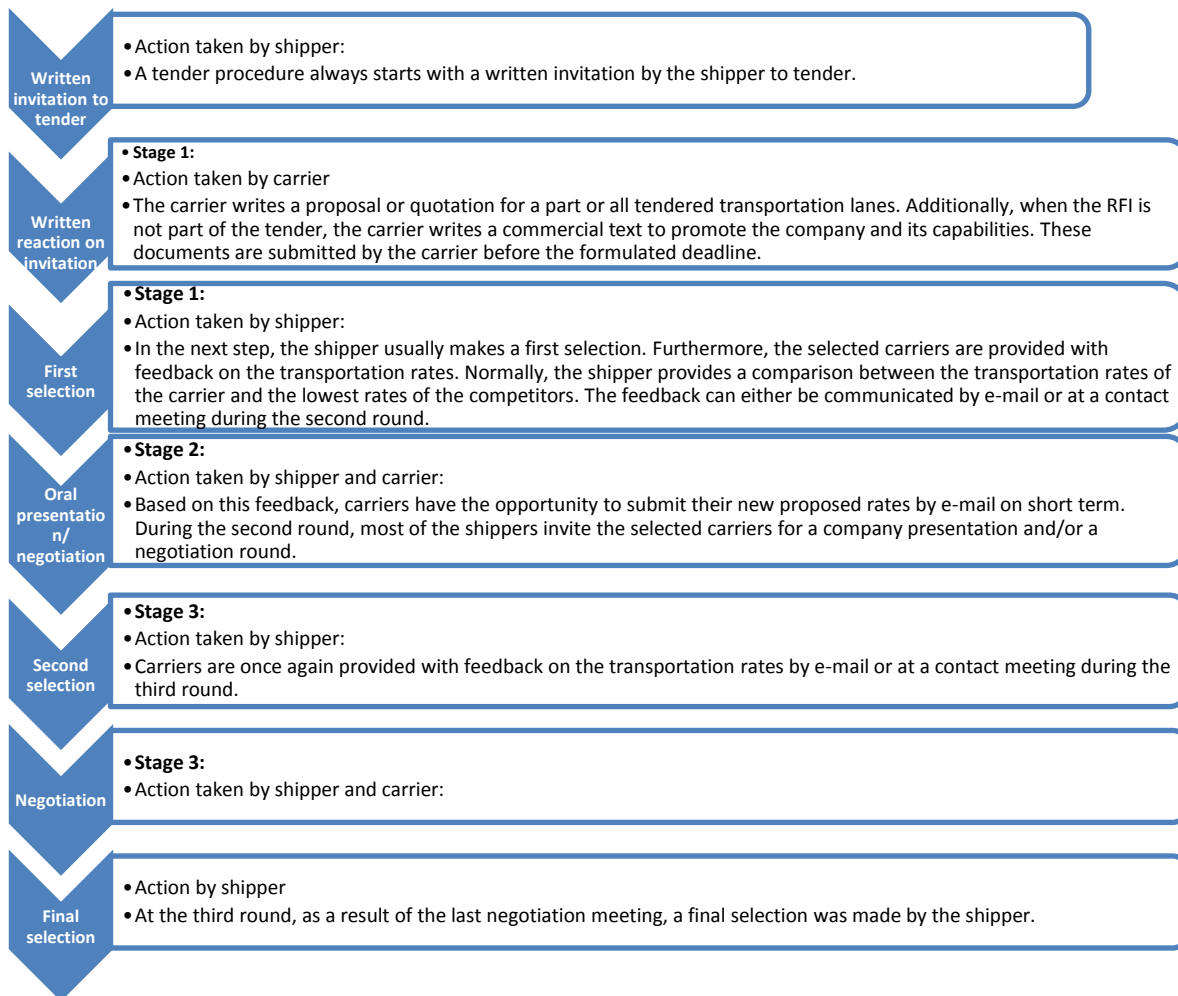 Written
invitation to
tender
•Action taken by shipper:
•A tender procedure always starts with a written invitation by the shipper to tender.
Written
reaction on
invitation
•Stage 1:
•Action taken by carrier
•The carrier writes a proposal or quotation for a part or all tendered transportation lanes. Additionally, when the RFI is
not part of the tender, the carrier writes a commercial text to promote the company and its capabilities. These
documents are submitted by the carrier before the formulated deadline.
First
selection
•Stage 1:
•Action taken by shipper:
•In the next step, the shipper usually makes a first selection. Furthermore, the selected carriers are provided with
feedback on the transportation rates. Normally, the shipper provides a comparison between the transportation rates of
the carrier and the lowest rates of the competitors. The feedback can either be communicated by e-mail or at a contact
meeting during the second round.
Oral
presentatio
n/
negotiation
•Stage 2:
•Action taken by shipper and carrier:
•Based on this feedback, carriers have the opportunity to submit their new proposed rates by e-mail on short term.
During the second round, most of the shippers invite the selected carriers for a company presentation and/or a
negotiation round.
Second
selection
•Stage 3:
•Action taken by shipper:
•Carriers are once again provided with feedback on the transportation rates by e-mail or at a contact meeting during the
third round.
Negotiation
•Stage 3:
•Action taken by shipper and carrier:
Final
selection
•Action by shipper
•At the third round, as a result of the last negotiation meeting, a final selection was made by the shipper.